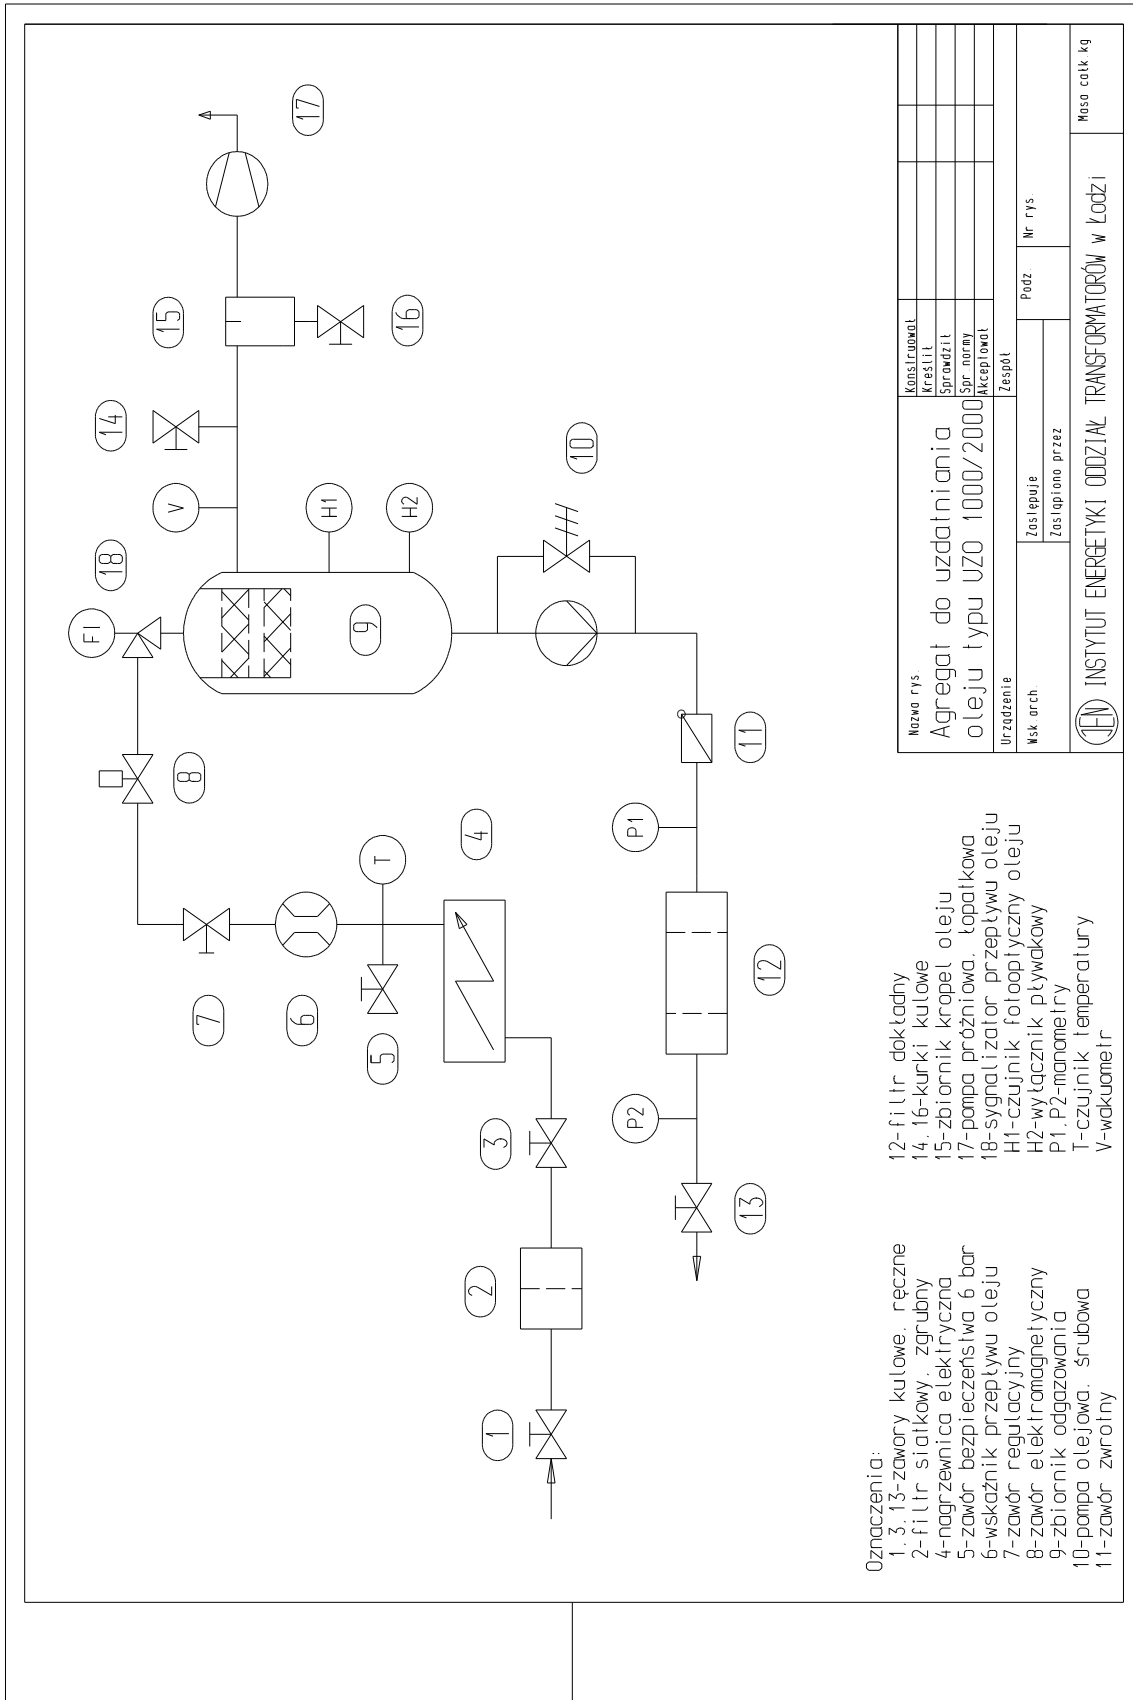 17
15
16
14
10
18
V
H1
H2
FI
9
8
4
T
7
6
5
11
P1
12
P2
3
13
2
1
Oznaczenia:
1, 3, 13-zawory kulowe, ręczne
2-filtr siatkowy, zgrubny
4-nagrzewnica elektryczna
5-zawór bezpieczeństwa 6 bar
6-wskaźnik przepływu oleju
7-zawór regulacyjny
8-zawór elektromagnetyczny
9-zbiornik odgazowania
10-pompa olejowa, śrubowa
11-zawór zwrotny
12-filtr dokładny
14, 16-kurki kulowe
15-zbiornik kropel oleju
17-pompa próżniowa, łopatkowa
18-sygnalizator przepływu oleju
H1-czujnik fotooptyczny oleju
H2-wyłącznik pływakowy
P1, P2-manometry
T-czujnik temperatury
V-wakuometr
Nazwa rys.
Agregat do uzdatniania
oleju typu UZO 1000/2000
Konstruował
Kreślił
Sprawdził
Spr. normy
Akceptował
Urządzenie
Zespół
Wsk. arch.
Zastępuje
Zastąpiono przez
Podz.
Nr rys.
JEN INSTYTUT ENERGETYKI ODDZIAŁ TRANSFORMATORÓW w Łodzi
Masa całk. kg